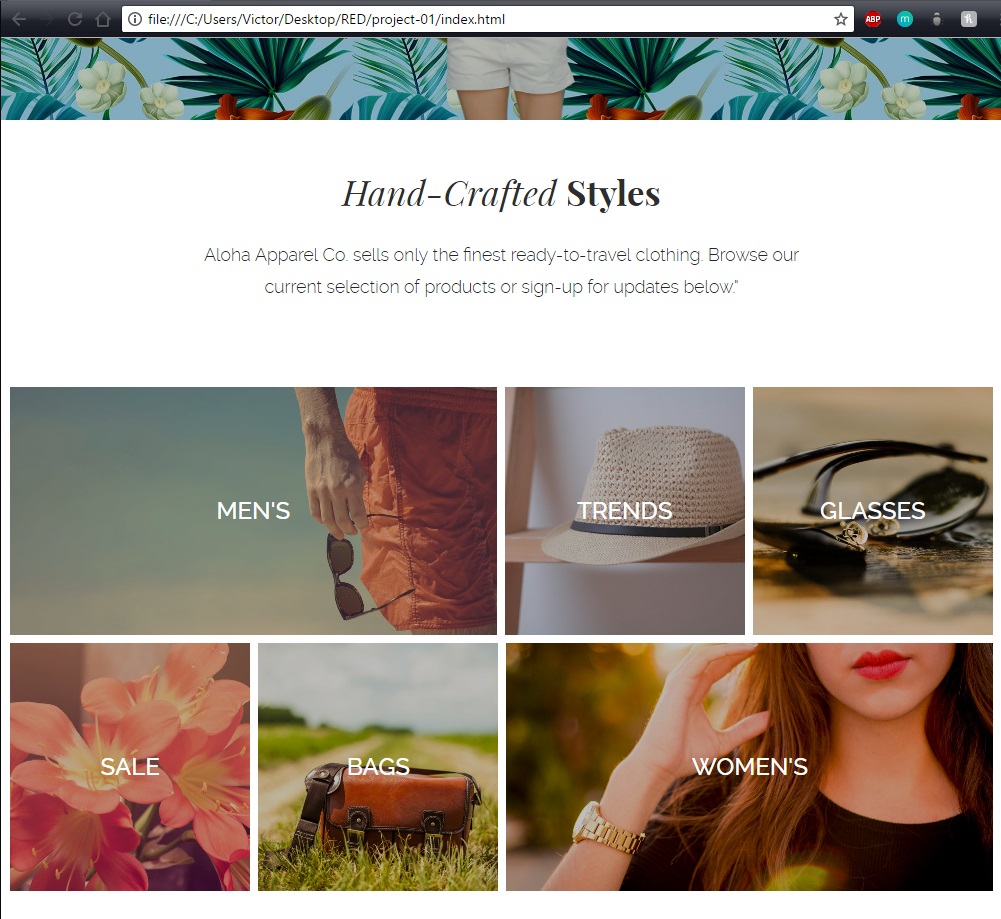 file:///C:/Users/Victor/Desktop/RED/project-01/index.html
ABP
m
Hand-Crafted Styles
Aloha Apparel Co. sells only the finest ready-to-travel clothing. Browse our
current selection of products or sign-up for updates below."
MEN'S
TRENDS
GLASSES
SALE
BAGS
WOMEN'S